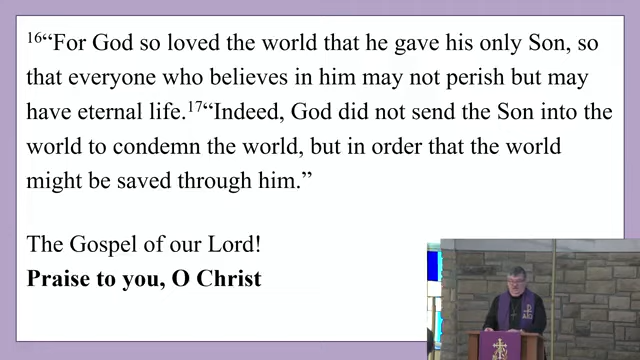 16“For God so loved the world that he gave his only Son, so
that everyone who believes in him may not perish but may
have eternal life.17“Indeed, God did not send the Son into the
world to condemn the world, but in order that the world
might be saved through him.”
The Gospel of our Lord!
Praise to you, O Christ